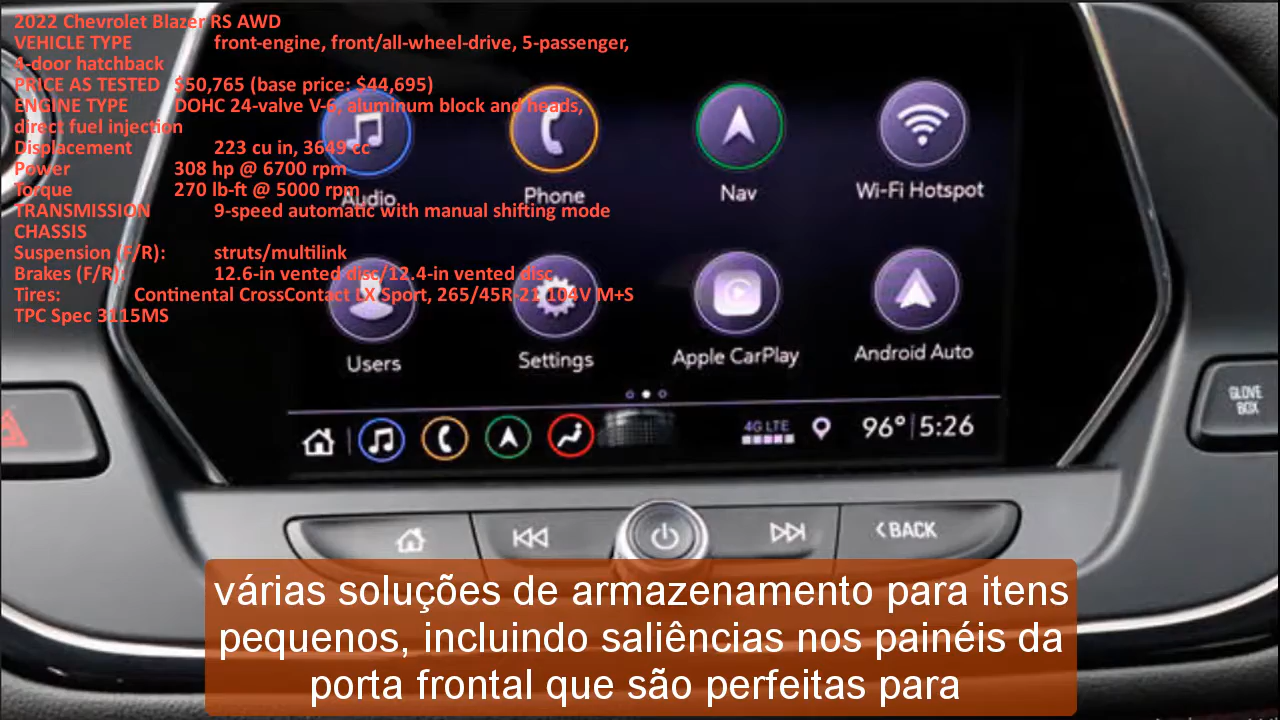 2022 Chevrolet Blazer RS AWD
VEHICLE TYPE front-engine, front/all-wheel-drive, 5-passenger,
4-door hatchback
PRICE AS TESTED $50,765 (base price: $44,695)
ENGINE TYPE DOHC 24-valve V-6, aluminum block and heads,
direct fuel injection
Displacement 223 cu in, 3649 cc
Power 308 hp @ 6700 rpm
Torque 270 lb-ft @ 5000 rpm
TRANSMISSION 9-speed automatic with manual shifting mode
CHASSIS
Suspension (F/R): struts/multilink
Brakes (F/R): 12.6-in vented disc/12.4-in vented disc
Tires: Continental CrossContact LX Sport, 265/45R-21 104V M+S
TPC Spec 3115MS
Audio Phone Nav Wi-Fi Hotspot
Users Settings Apple CarPlay Android Auto
4G LTE 96° 5:26
GLOVE
BOX
BACK
várias soluções de armazenamento para itens
pequenos, incluindo saliências nos painéis da
porta frontal que são perfeitas para